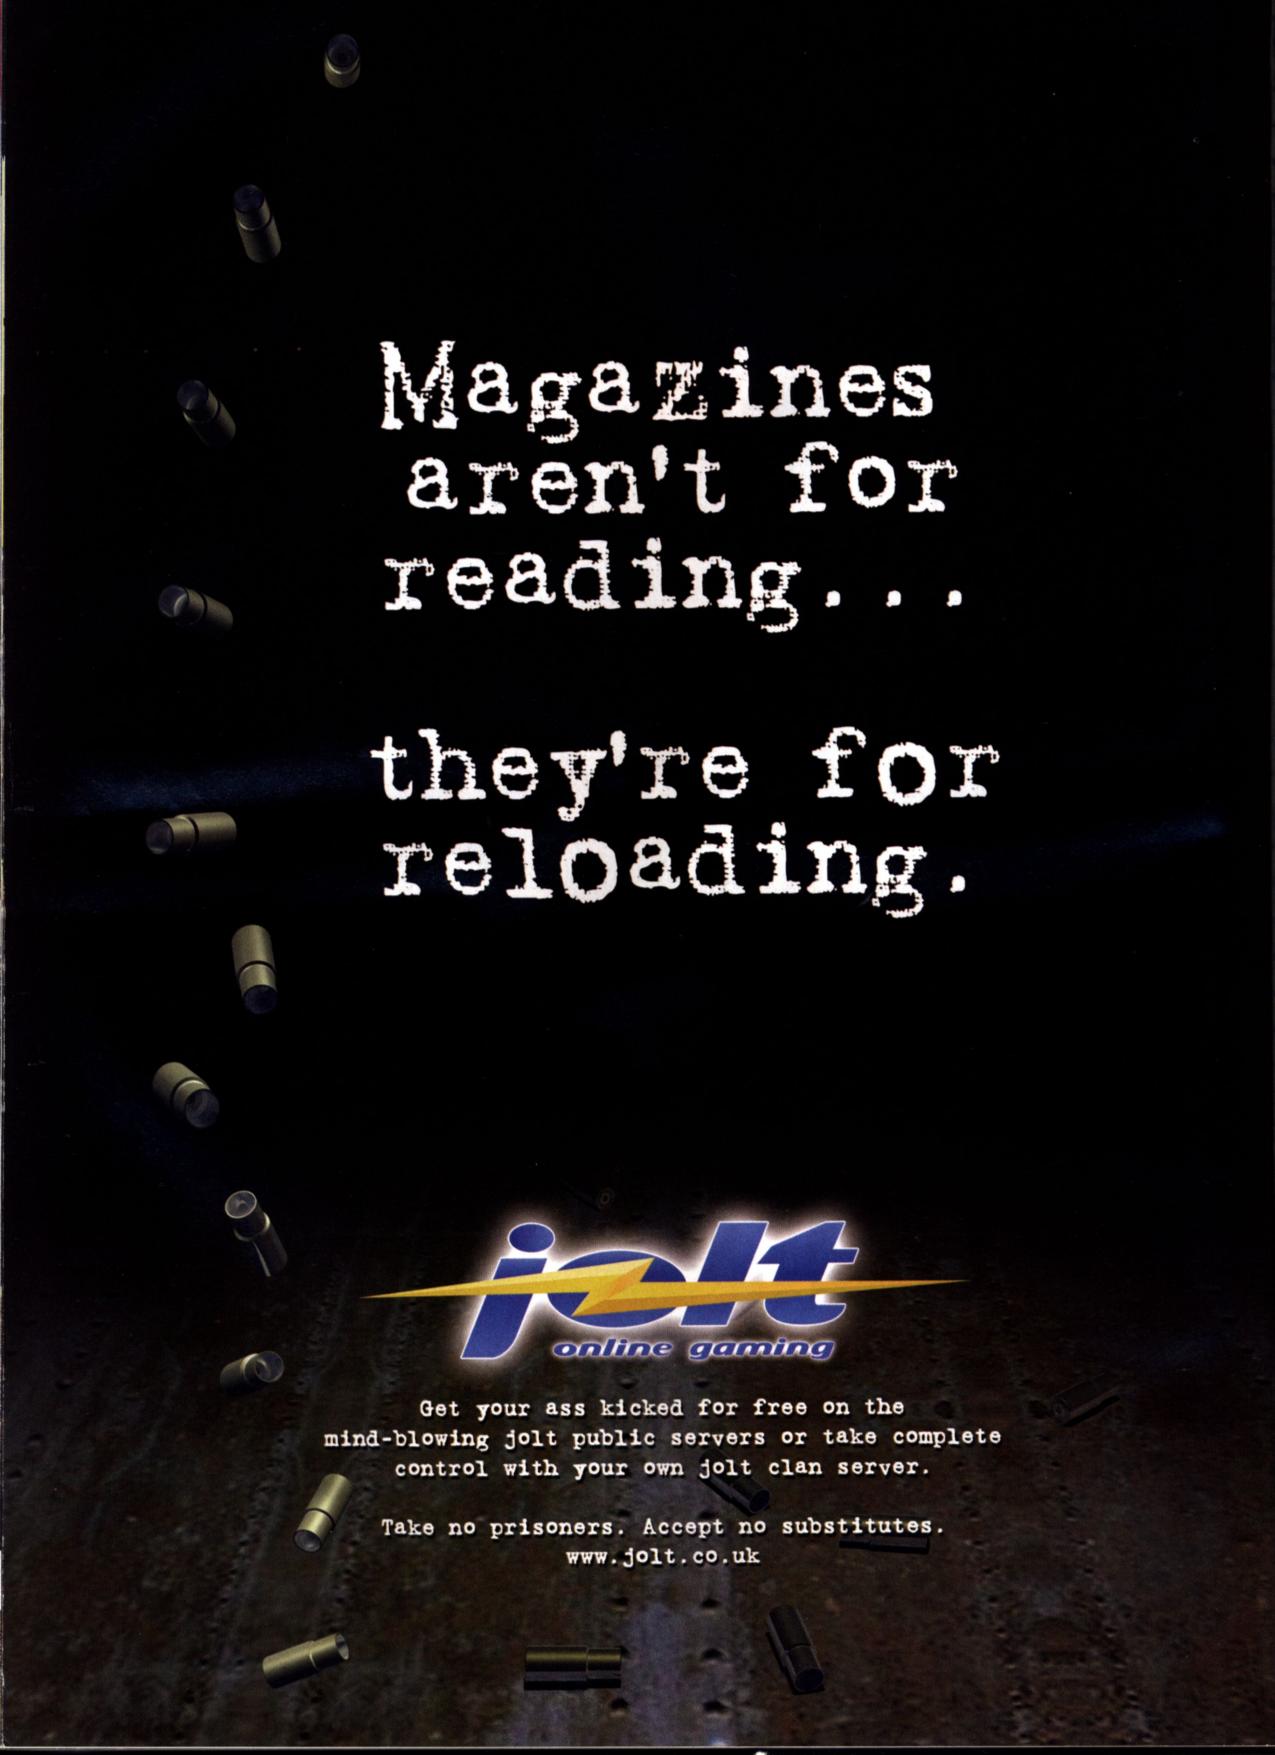 Magazines
aren't for
reading...
they're for
reloading.
jolt
online gaming
Get your ass kicked for free on the
mind-blowing jolt public servers or take complete
control with your own jolt clan server.
Take no prisoners. Accept no substitutes.
www.jolt.co.uk